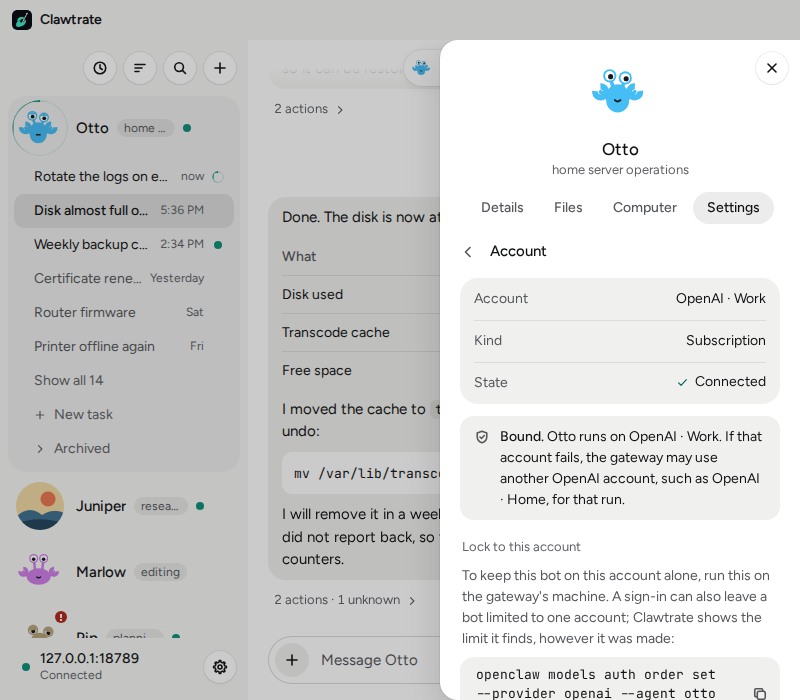 Clawtrate
Otto
home ...
Rotate the logs on e... now
Disk almost full o... 5:36 PM
Weekly backup c... 2:34 PM
Certificate rene... Yesterday
Router firmware Sat
Printer offline again Fri
Show all 14
New task
Archived
Juniper resea...
Marlow editing
Pip planni...
127.0.0.1:18789
Connected
so it can be restor
2 actions
Done. The disk is now at
What
Disk used
Transcode cache
Free space
I moved the cache to t
undo:
mv /var/lib/transco
I will remove it in a week
did not report back, so
counters.
2 actions · 1 unknown
Message Otto
Otto
home server operations
Details Files Computer Settings
Account
Account OpenAI · Work
Kind Subscription
State Connected
Bound. Otto runs on OpenAI · Work. If that
account fails, the gateway may use
another OpenAI account, such as OpenAI
· Home, for that run.
Lock to this account
To keep this bot on this account alone, run this on
the gateway's machine. A sign-in can also leave a
bot limited to one account; Clawtrate shows the
limit it finds, however it was made:
openclaw models auth order set
--provider openai --agent otto